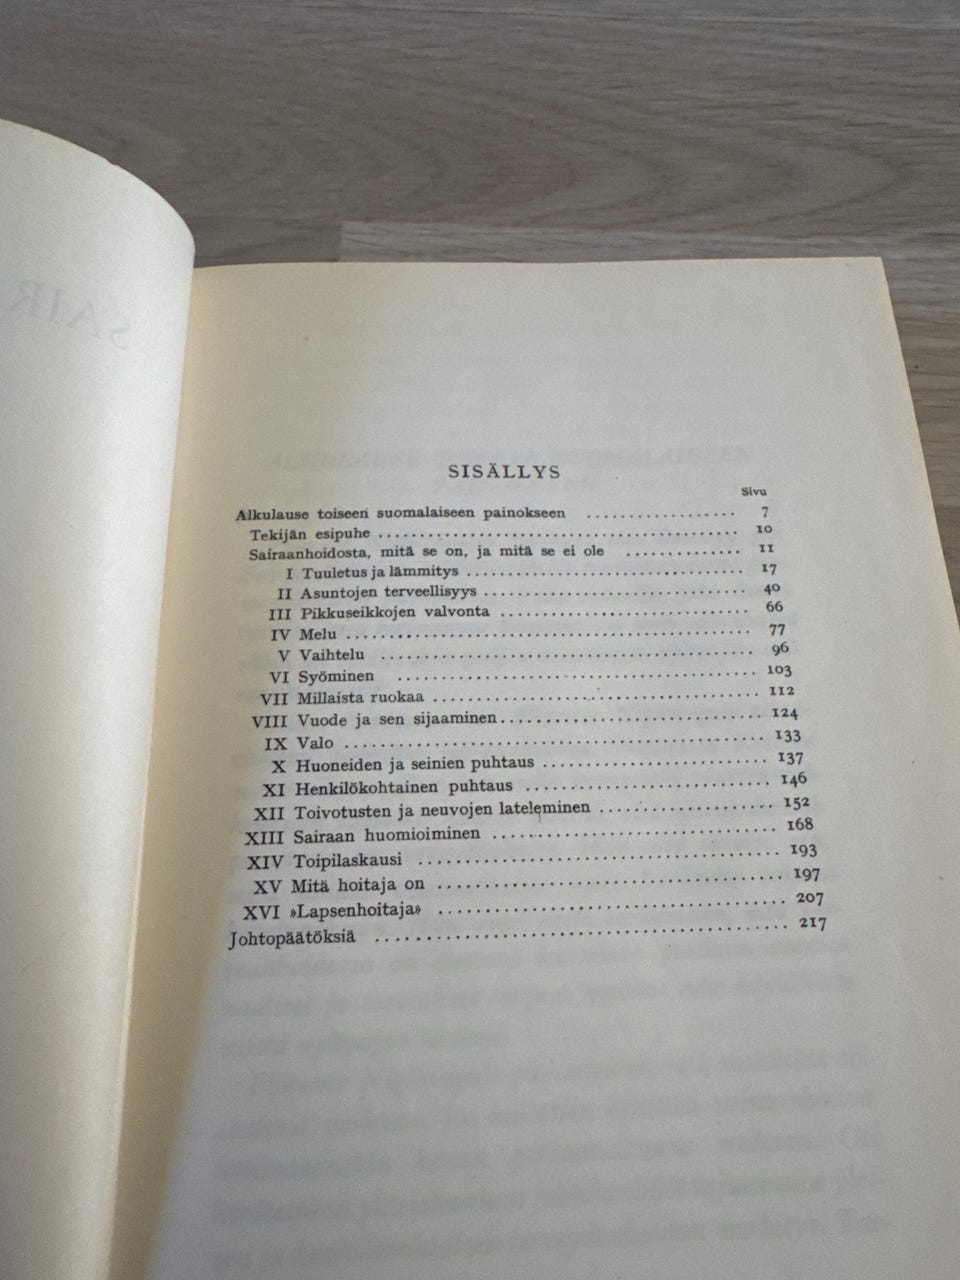 SISÄLLYS
Sivu
Alkulause toiseen suomalaiseen painokseen .................. 7
Tekijän esipuhe ........................................ 10
Sairaanhoidosta, mitä se on, ja mitä se ei ole ............. 11
I Tuuletus ja lämmitys ............................... 17
II Asuntojen terveellisyys ............................. 40
III Pikkuseikkojen valvonta ........................... 66
IV Melu ............................................. 77
V Vaihtelu ......................................... 96
VI Syöminen ....................................... 103
VII Millaista ruokaa ................................... 112
VIII Vuode ja sen sijaaminen ........................... 124
IX Valo ............................................. 133
X Huoneiden ja seinien puhtaus ....................... 137
XI Henkilökohtainen puhtaus ......................... 146
XII Toivotusten ja neuvojen lateleminen ................. 152
XIII Sairaan huomioiminen ............................. 168
XIV Toipilaskausi ..................................... 193
XV Mitä hoitaja on ................................... 197
XVI »Lapsenhoitaja» ................................... 207
Johtopäätöksiä ......................................... 217